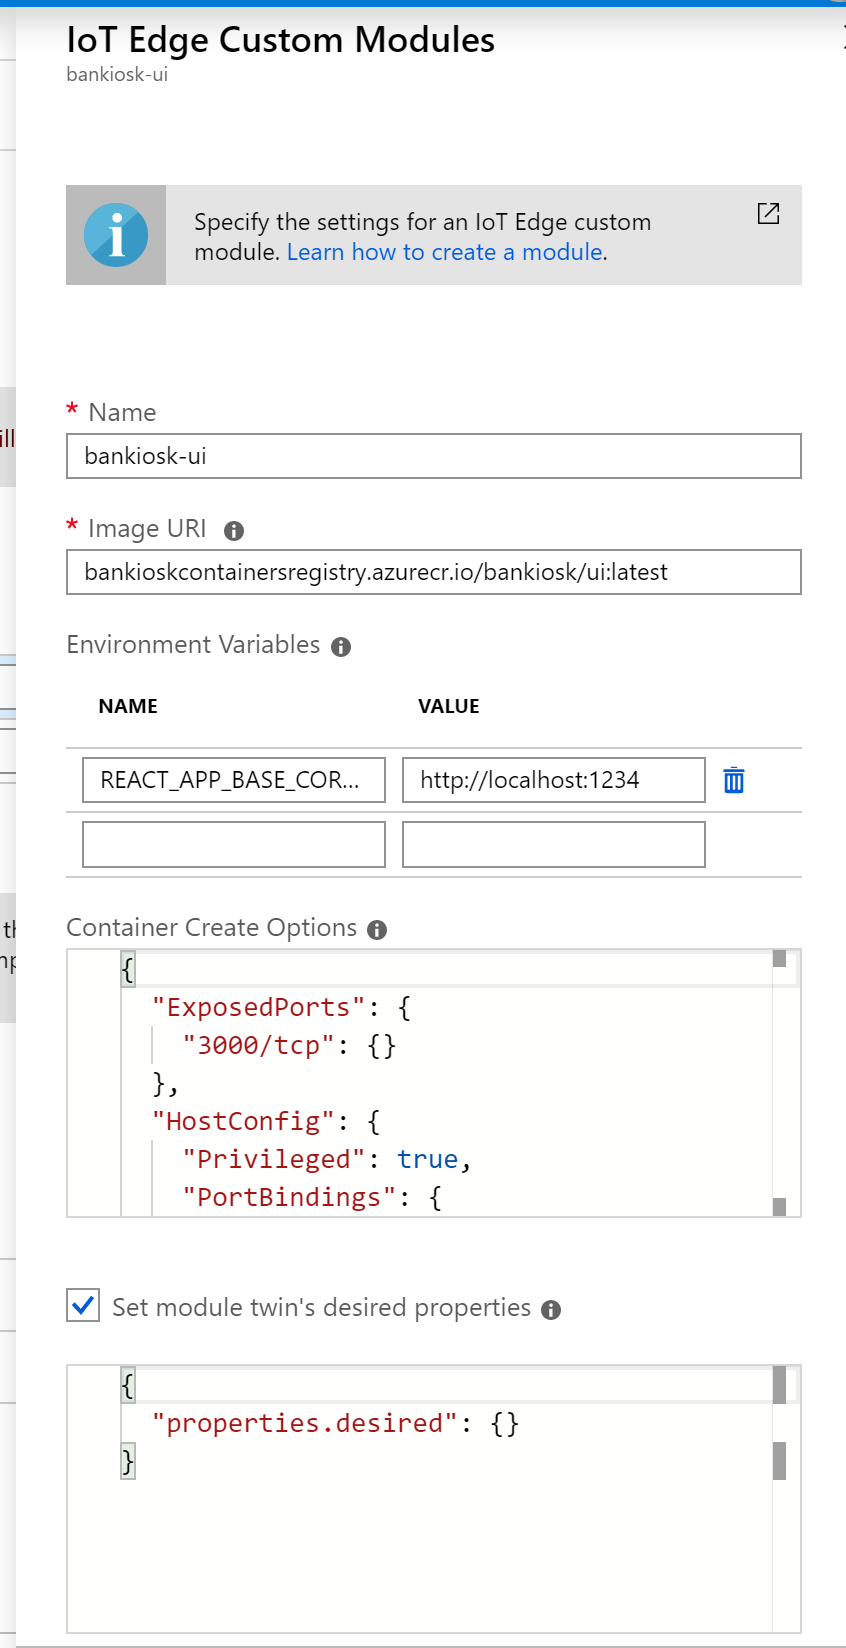 IoT Edge Custom Modules
bankiosk-ui
Specify the settings for an IoT Edge custom
module. Learn how to create a module.
* Name
bankiosk-ui
* Image URI
bankioskcontainersregistry.azurecr.io/bankiosk/ui:latest
Environment Variables
NAME VALUE
REACT_APP_BASE_COR... http://localhost:1234
Container Create Options
{
"ExposedPorts": {
"3000/tcp": {}
},
"HostConfig": {
"Privileged": true,
"PortBindings": {
Set module twin's desired properties
{
"properties.desired": {}
}